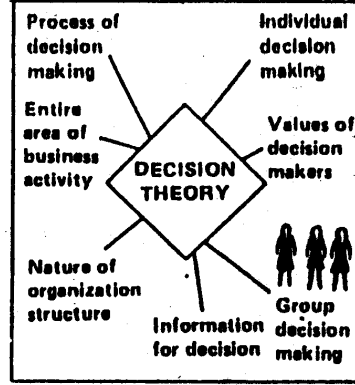 Process of
decision
making
Individual
decision
making
Entire
area of
business
activity
DECISION
THEORY
Values of
decision
makers
Nature of
organization
structure
Information
for decision
Group
decision
making